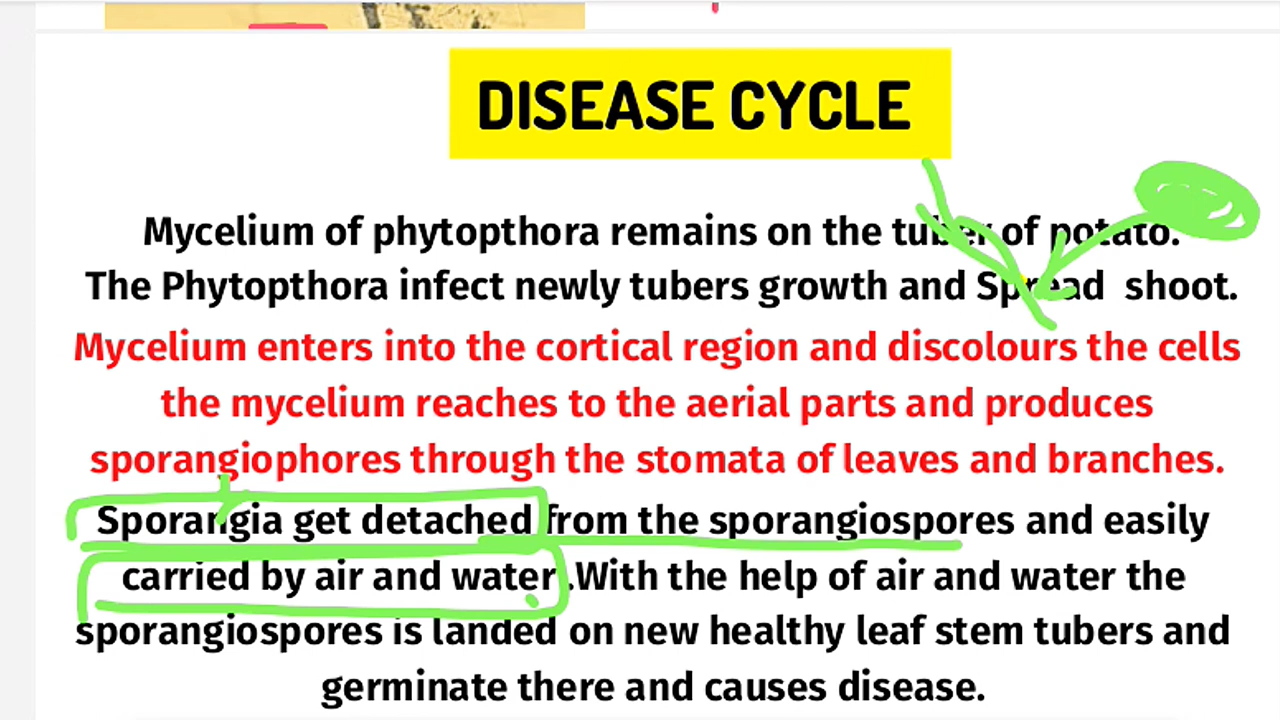 DISEASE CYCLE
Mycelium of phytopthora remains on the tuber of potato.
The Phytopthora infect newly tubers growth and Spread shoot.
Mycelium enters into the cortical region and discolours the cells
the mycelium reaches to the aerial parts and produces
sporangiophores through the stomata of leaves and branches.
Sporangia get detached from the sporangiospores and easily
carried by air and water .With the help of air and water the
sporangiospores is landed on new healthy leaf stem tubers and
germinate there and causes disease.